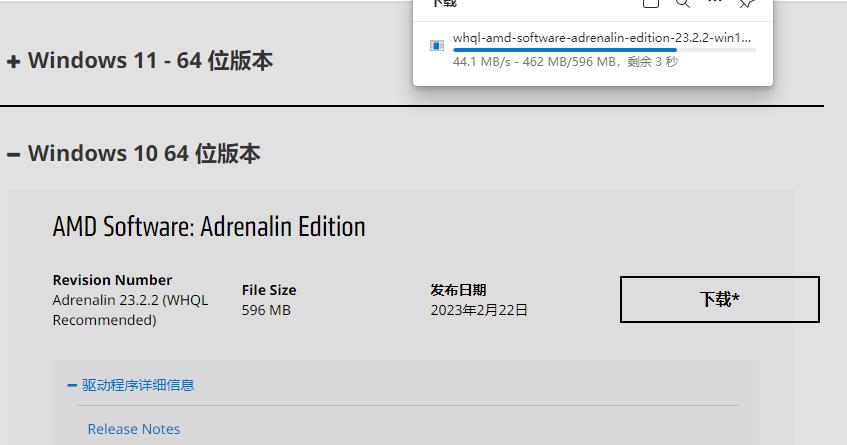 下载
whql-amd-software-adrenalin-edition-23.2.2-win1...
44.1 MB/s - 462 MB/596 MB，剩余 3 秒
+ Windows 11 - 64 位版本
− Windows 10 64 位版本
AMD Software: Adrenalin Edition
Revision Number
Adrenalin 23.2.2 (WHQL
Recommended)
File Size
596 MB
发布日期
2023年2月22日
下载*
− 驱动程序详细信息
Release Notes